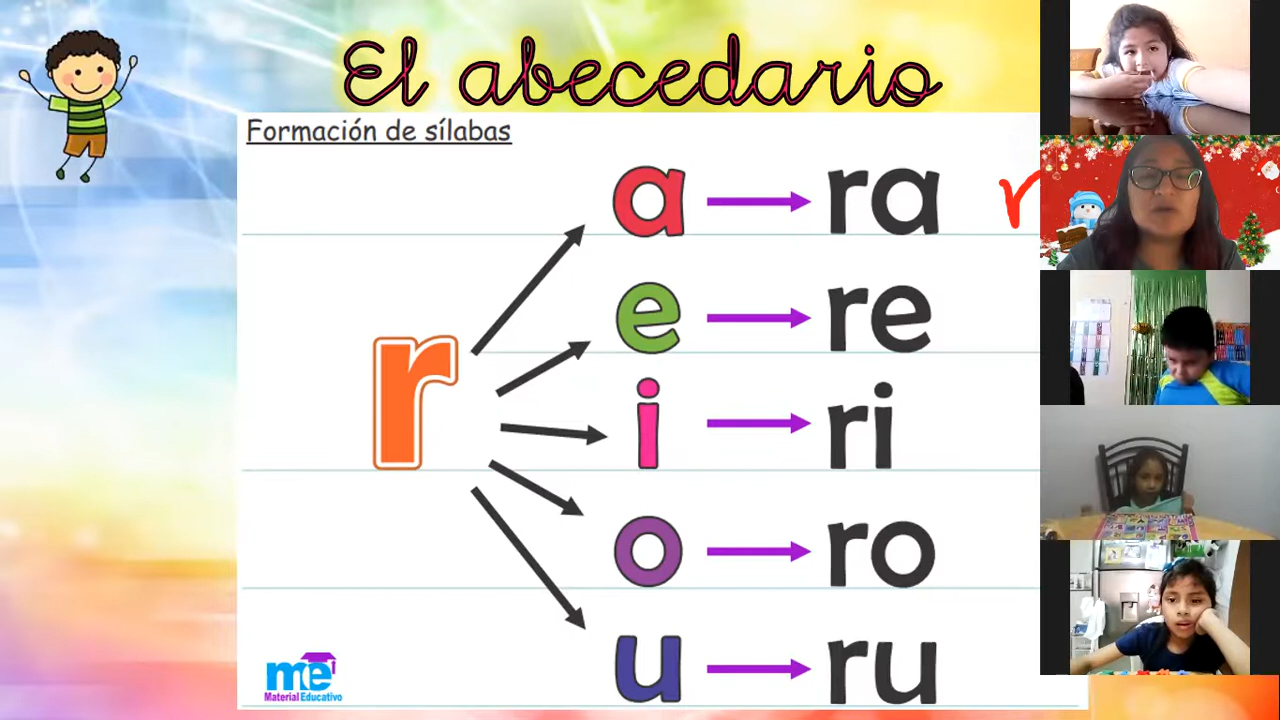 El abecedario
Formación de sílabas
r
a ra r
e re
i ri
o ro
u ru
me
Material Educativo